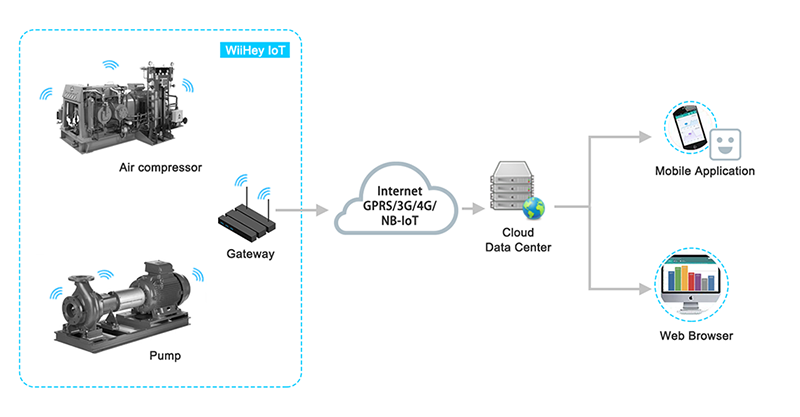 WiiHey IoT
Air compressor
Gateway
Pump
Internet
GPRS/3G/4G/
NB-IoT
Cloud
Data Center
Mobile Application
Web Browser